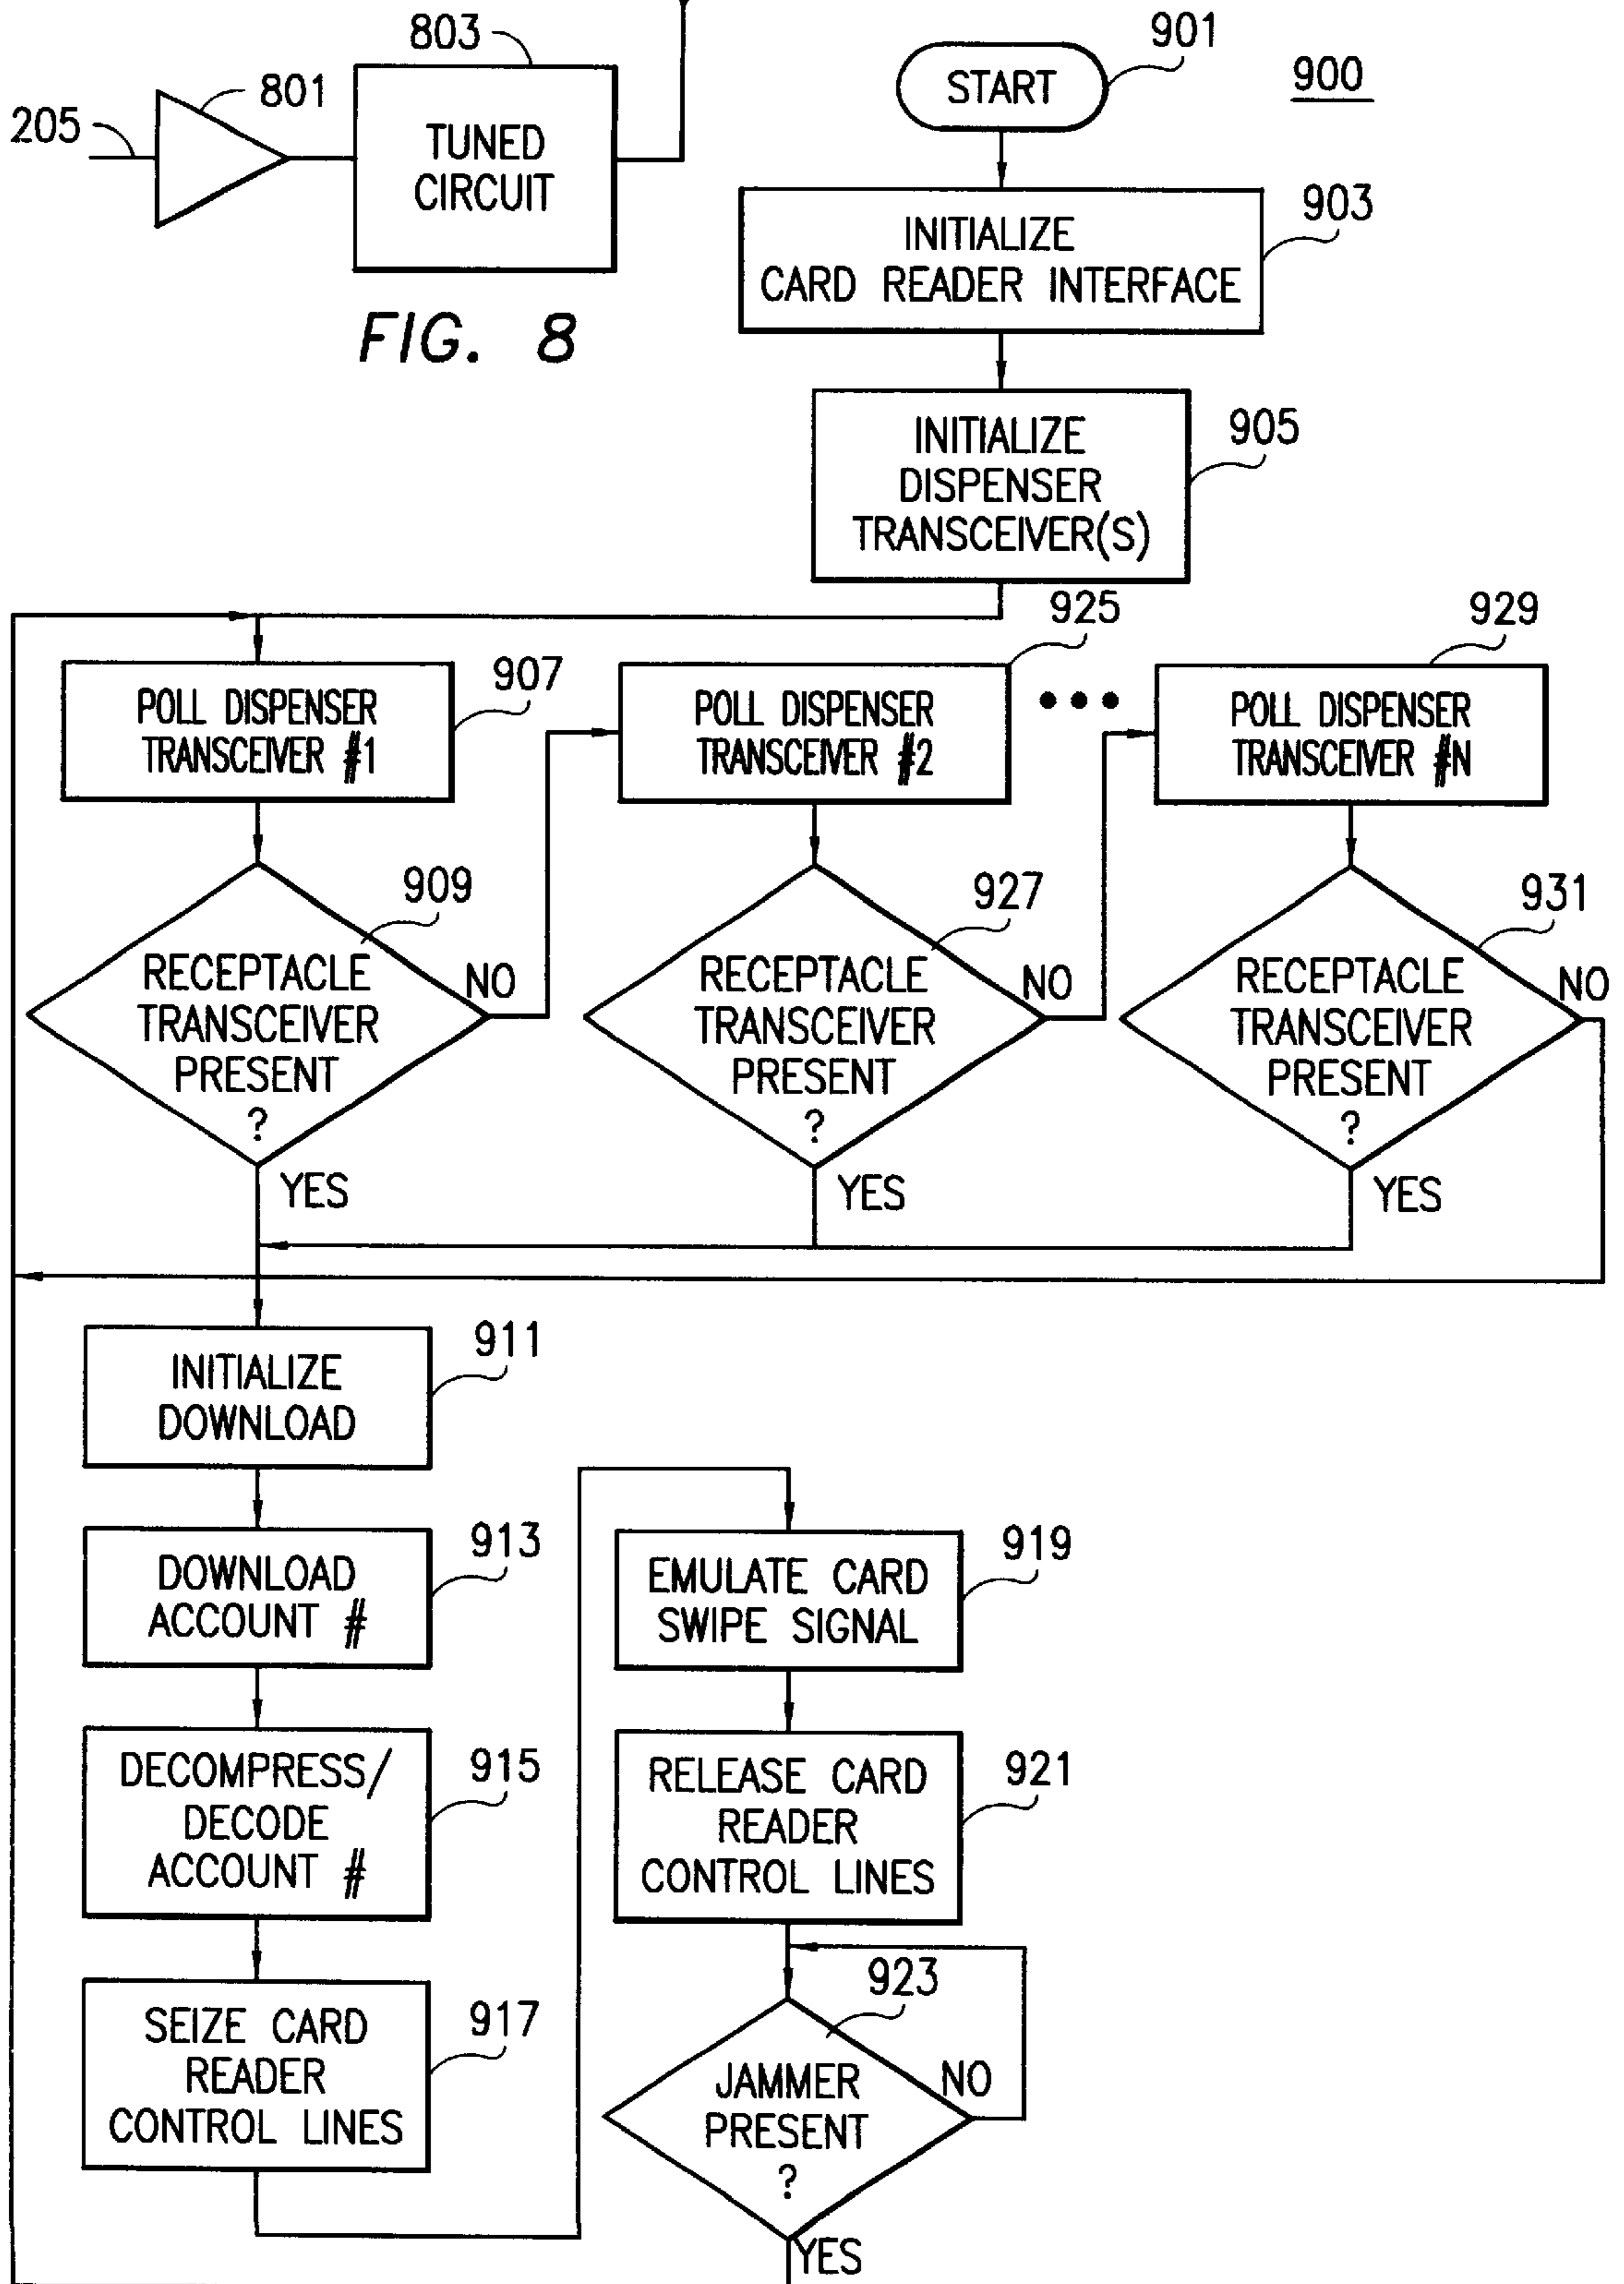 803
801
205
TUNED
CIRCUIT
FIG. 8
START
901
900
INITIALIZE
CARD READER INTERFACE
903
INITIALIZE
DISPENSER
TRANSCEIVER(S)
905
POLL DISPENSER
TRANSCEIVER #1
907
POLL DISPENSER
TRANSCEIVER #2
925
POLL DISPENSER
TRANSCEIVER #N
929
RECEPTACLE
TRANSCEIVER
PRESENT
?
909
NO
YES
RECEPTACLE
TRANSCEIVER
PRESENT
?
927
NO
YES
RECEPTACLE
TRANSCEIVER
PRESENT
?
931
NO
YES
INITIALIZE
DOWNLOAD
911
DOWNLOAD
ACCOUNT #
913
DECOMPRESS/
DECODE
ACCOUNT #
915
SEIZE CARD
READER
CONTROL LINES
917
EMULATE CARD
SWIPE SIGNAL
919
RELEASE CARD
READER
CONTROL LINES
921
JAMMER
PRESENT
?
923
NO
YES